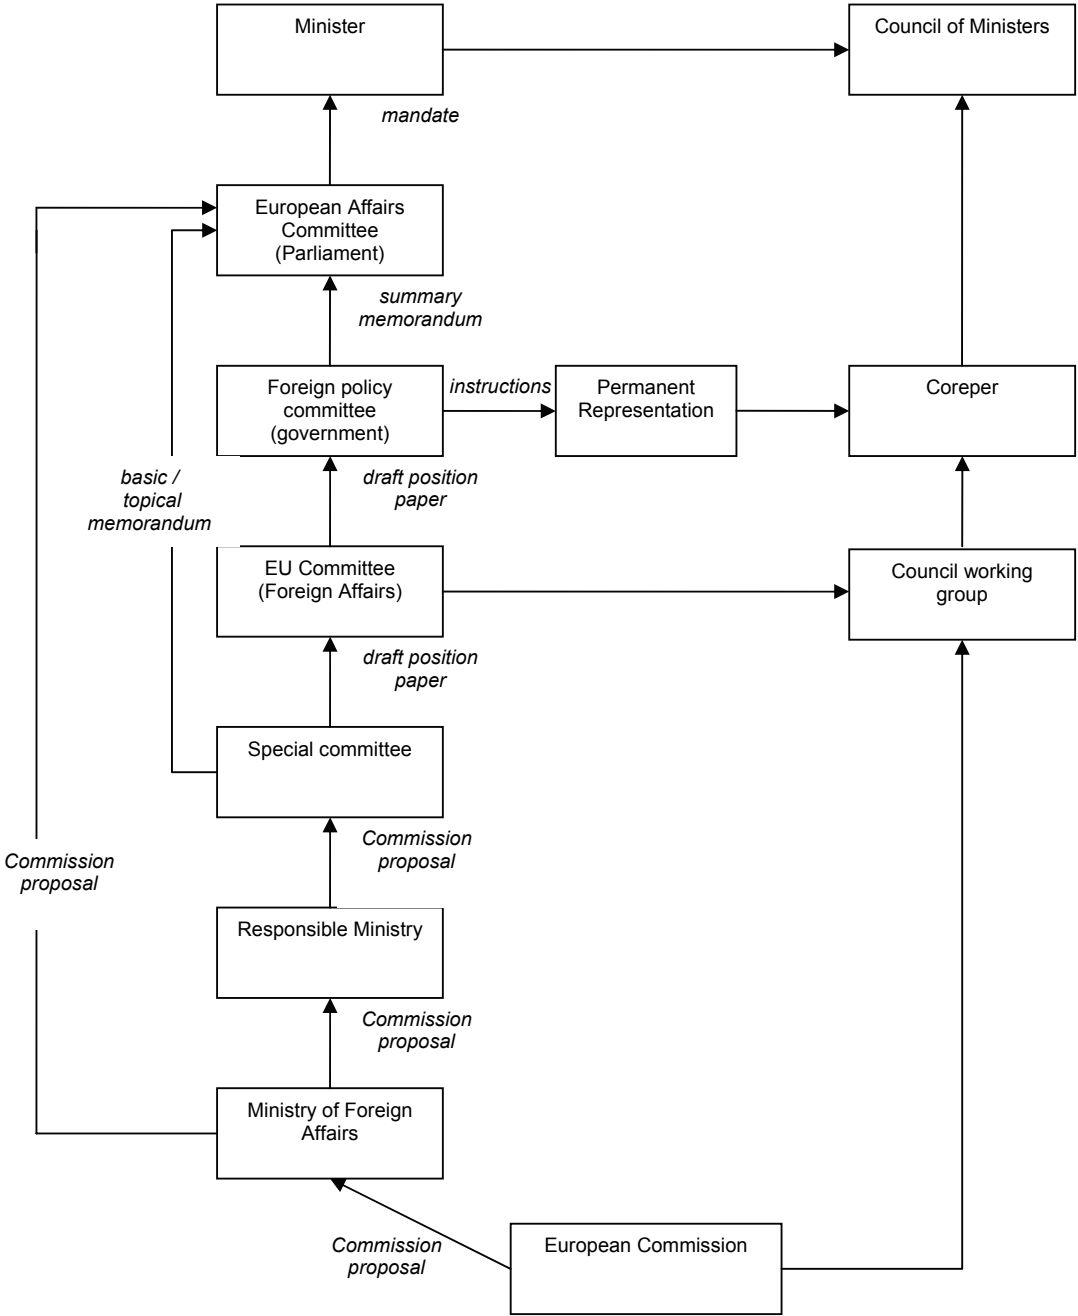 Minister
Council of Ministers
mandate
European Affairs
Committee
(Parliament)
summary
memorandum
Foreign policy
committee
(government)
instructions
Permanent
Representation
Coreper
basic /
topical
memorandum
draft position
paper
EU Committee
(Foreign Affairs)
Council working
group
draft position
paper
Special committee
Commission
proposal
Commission
proposal
Responsible Ministry
Commission
proposal
Ministry of Foreign
Affairs
Commission
proposal
European Commission